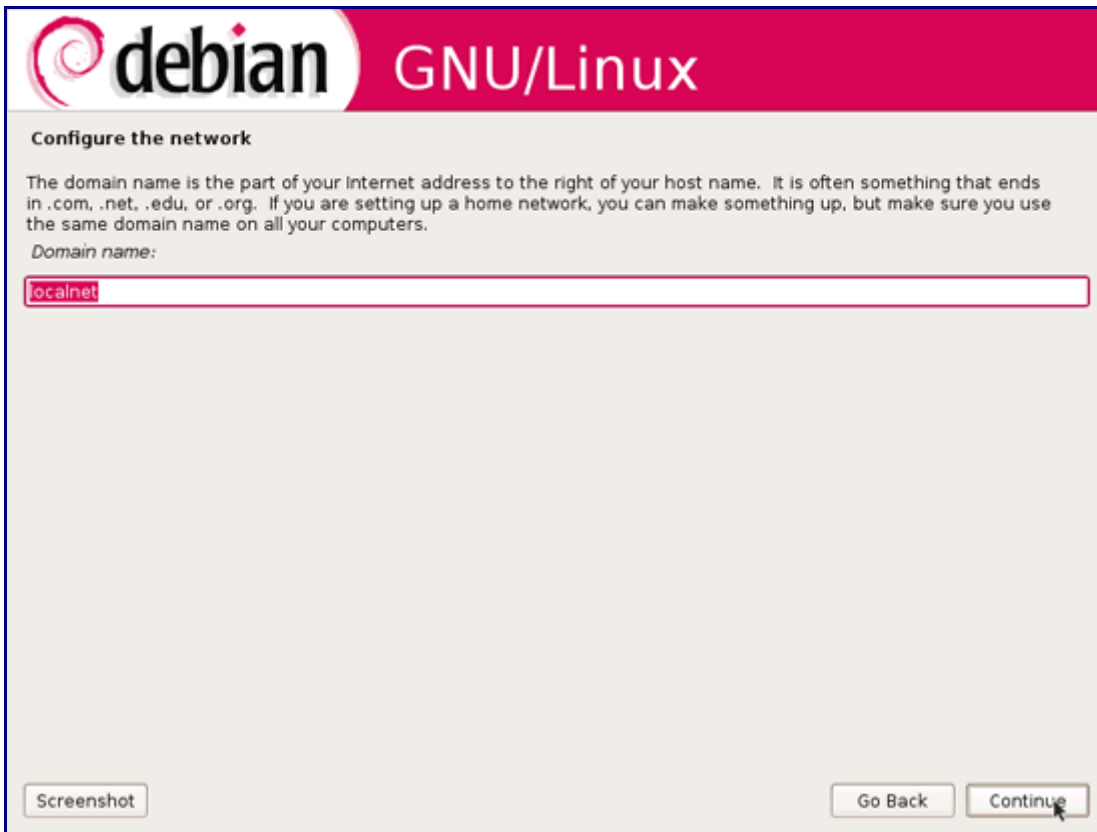 debian GNU/Linux
Configure the network
The domain name is the part of your Internet address to the right of your host name.  It is often something that ends
in .com, .net, .edu, or .org.  If you are setting up a home network, you can make something up, but make sure you use
the same domain name on all your computers.
Domain name:
localnet
Screenshot
Go Back
Continue